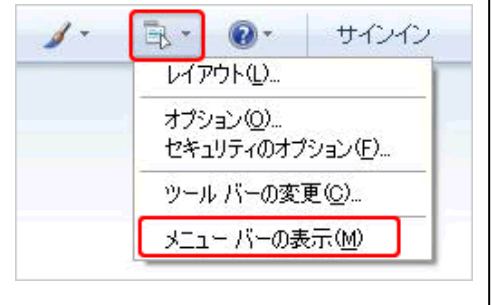 サインイン
レイアウト(L)...
オプション(O)...
セキュリティのオプション(F)...
ツール バーの変更(C)...
メニュー バーの表示(M)